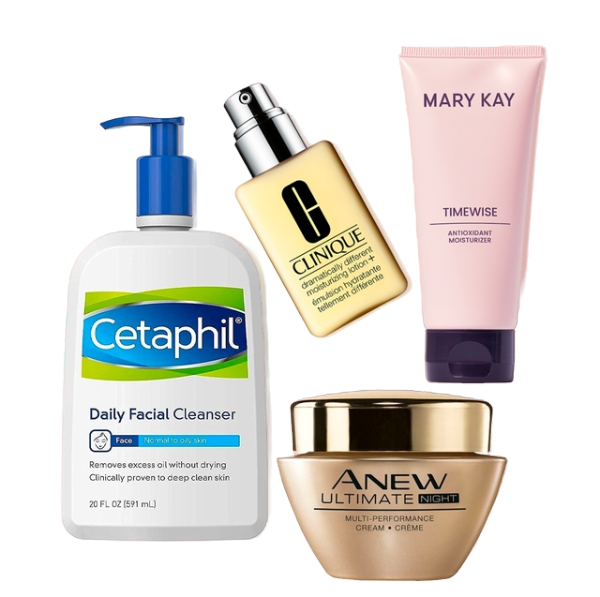 Cetaphil®
Daily Facial Cleanser
Face Normal to oily skin
Removes excess oil without drying
Clinically proven to deep clean skin
20 FL OZ (591 mL)
C
CLINIQUE
dramatically different
moisturizing lotion+
émulsion hydratante
tellement différente
MARY KAY
TIMEWISE
ANTIOXIDANT
MOISTURIZER
ANEW
ULTIMATE NIGHT
MULTI-PERFORMANCE
CREAM • CRÈME